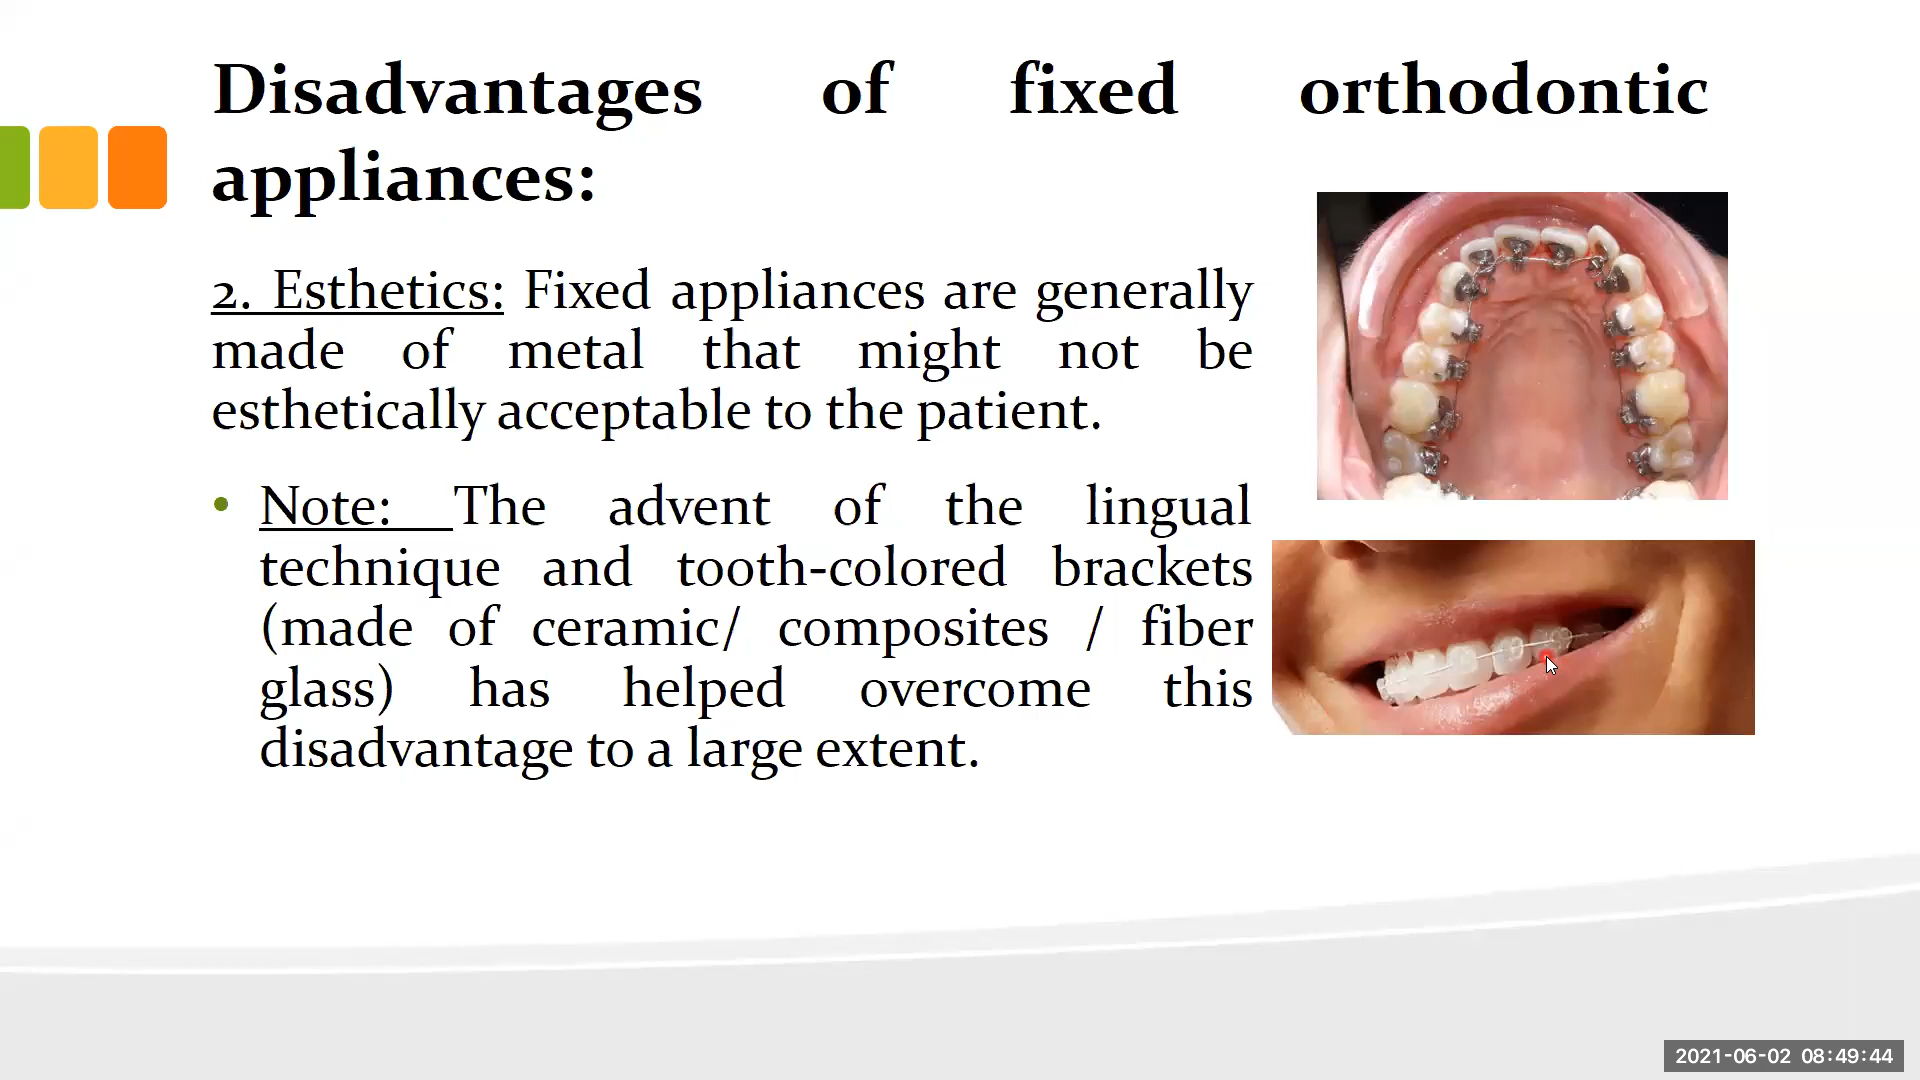 Disadvantages of fixed orthodontic
appliances:
2. Esthetics: Fixed appliances are generally
made of metal that might not be
esthetically acceptable to the patient.
• Note: The advent of the lingual
technique and tooth-colored brackets
(made of ceramic/ composites / fiber
glass) has helped overcome this
disadvantage to a large extent.
2021-06-02 08:49:44